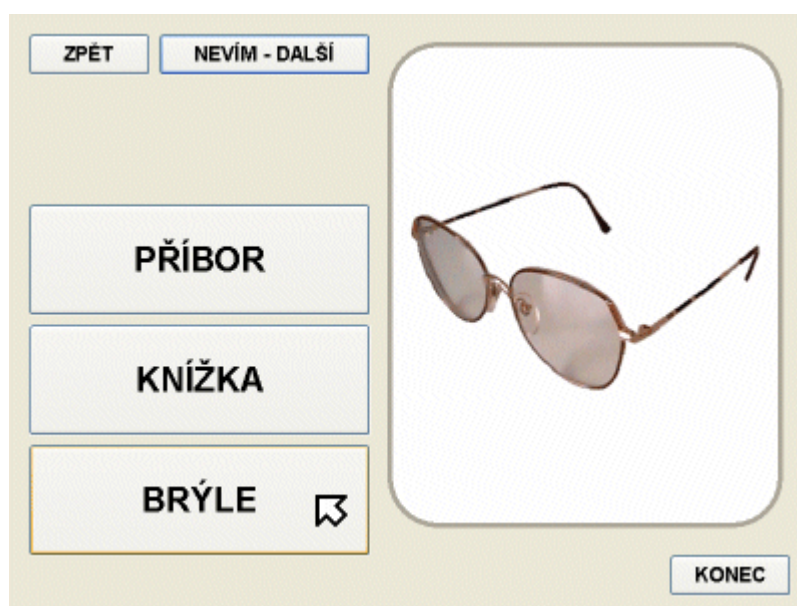 ZPĚT
NEVÍM - DALŠÍ
PŘÍBOR
KNÍŽKA
BRÝLE
KONEC